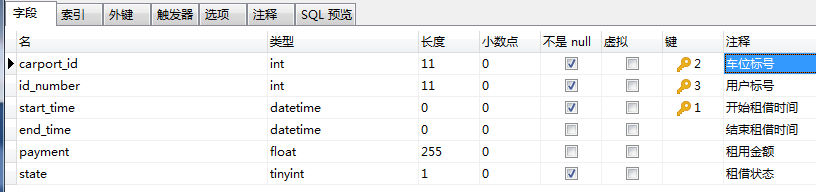 字段 索引 外键 触发器 选项 注释 SQL 预览
名 类型 长度 小数点 不是 null 虚拟 键 注释
carport_id int 11 0 2 车位标号
id_number int 11 0 3 用户标号
start_time datetime 0 0 1 开始租借时间
end_time datetime 0 0 结束租借时间
payment float 255 0 租用金额
state tinyint 1 0 租借状态